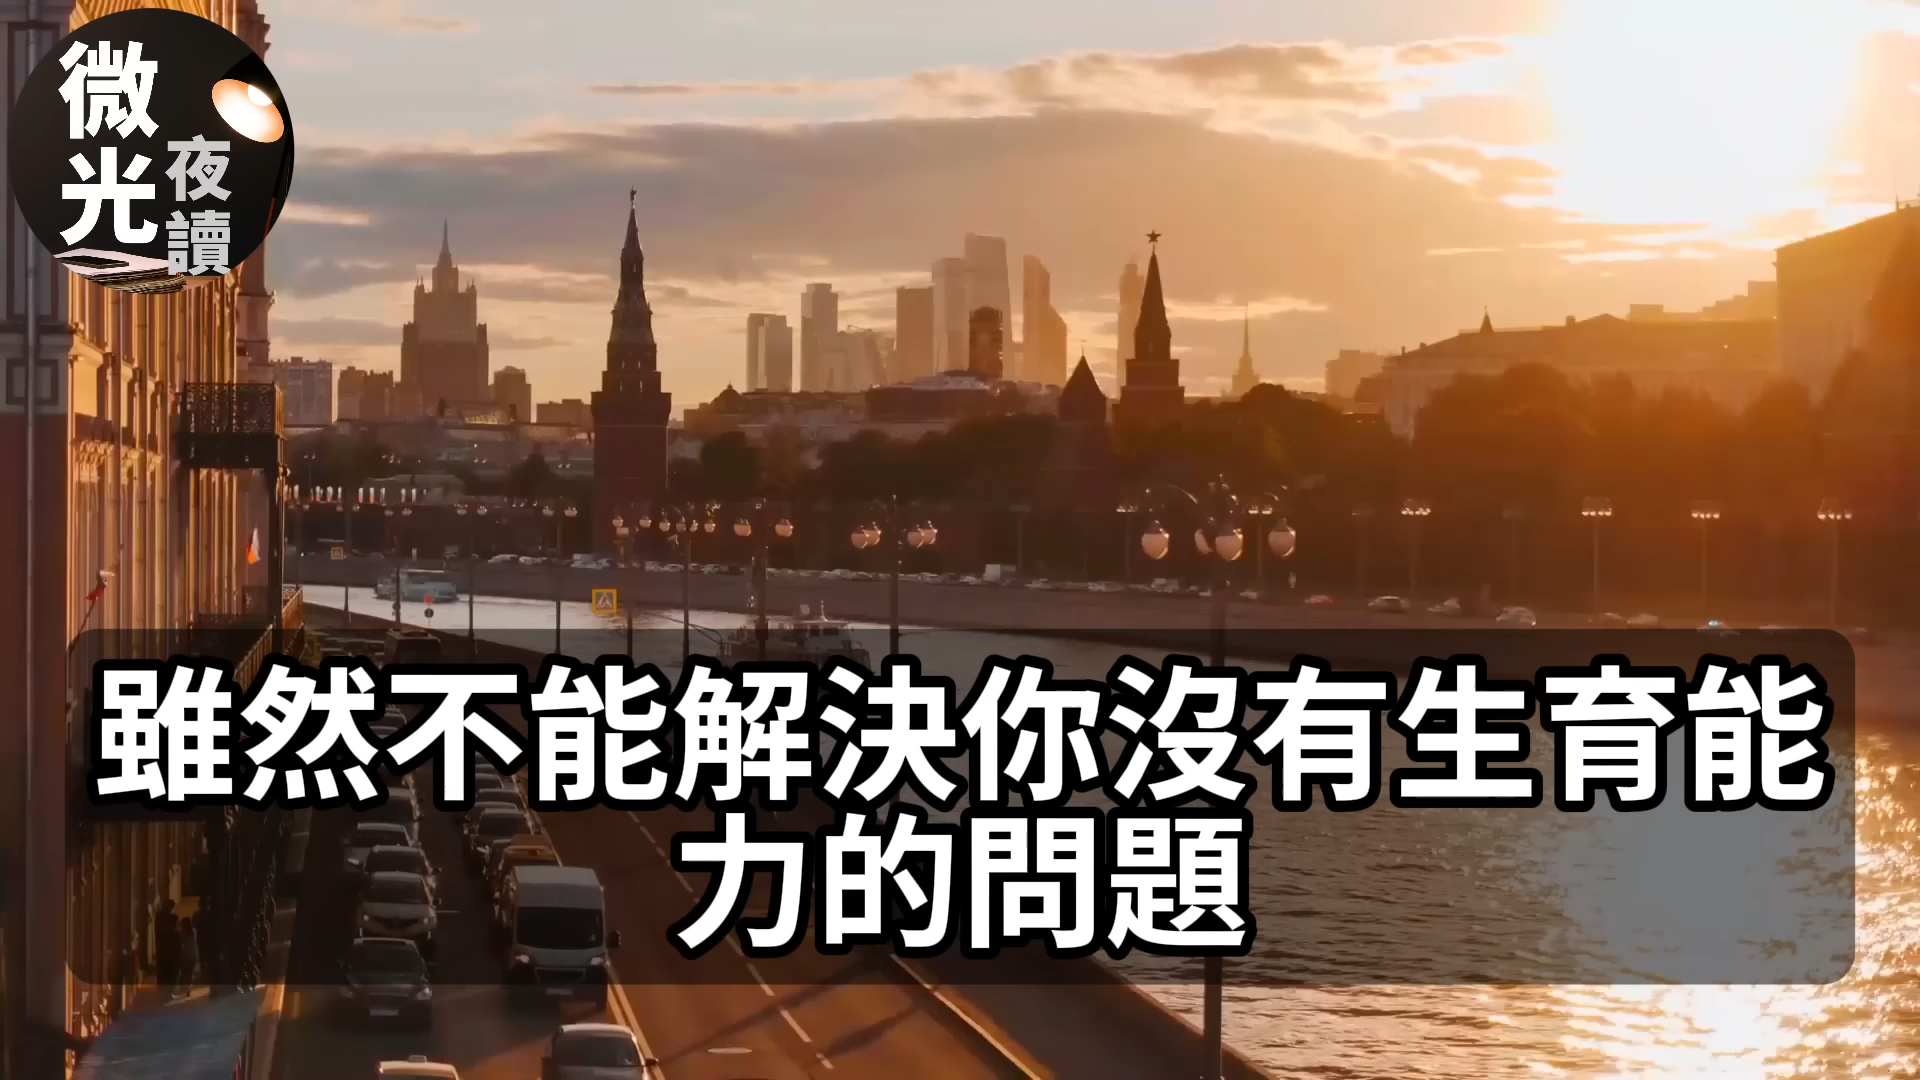 微光
夜讀
雖然不能解決你沒有生育能
力的問題